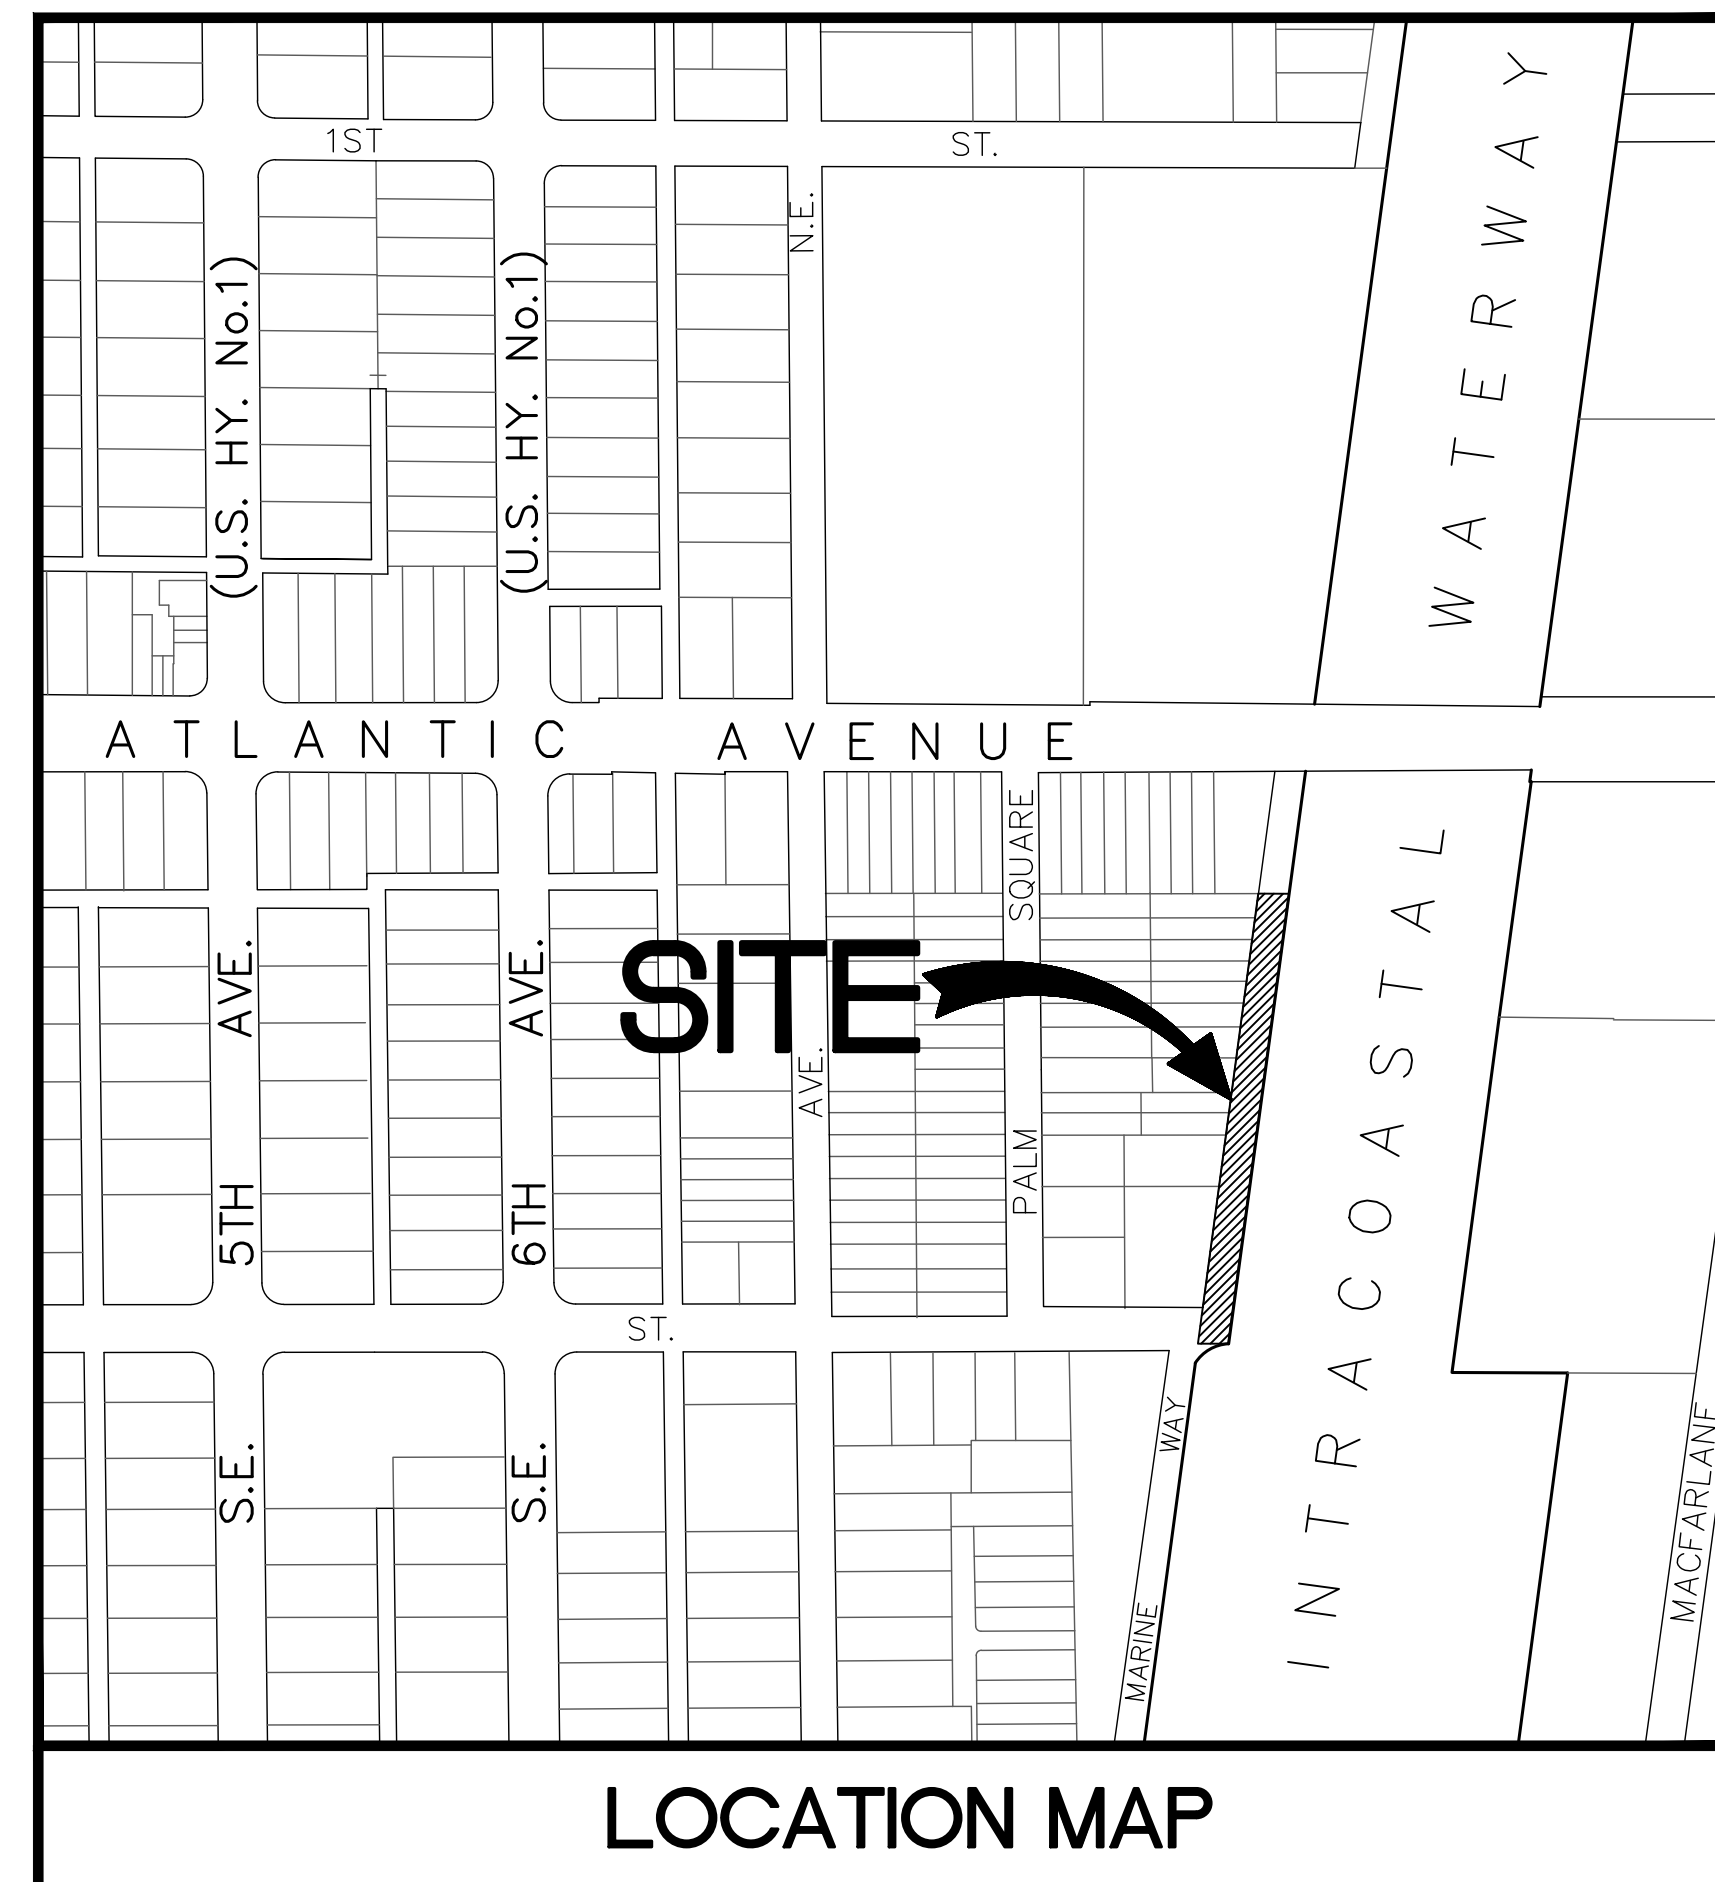 1ST ST.
N.E.
(U.S. HY. No.1)
(U.S. HY. No.1)
WATERWAY
ATLANTIC AVENUE
SQUARE
PALM
SITE
AVE.
AVE.
AVE.
5TH
6TH
ST.
S.E.
S.E.
INTRACOASTAL
MARINE WAY
MACFARLANE
LOCATION MAP